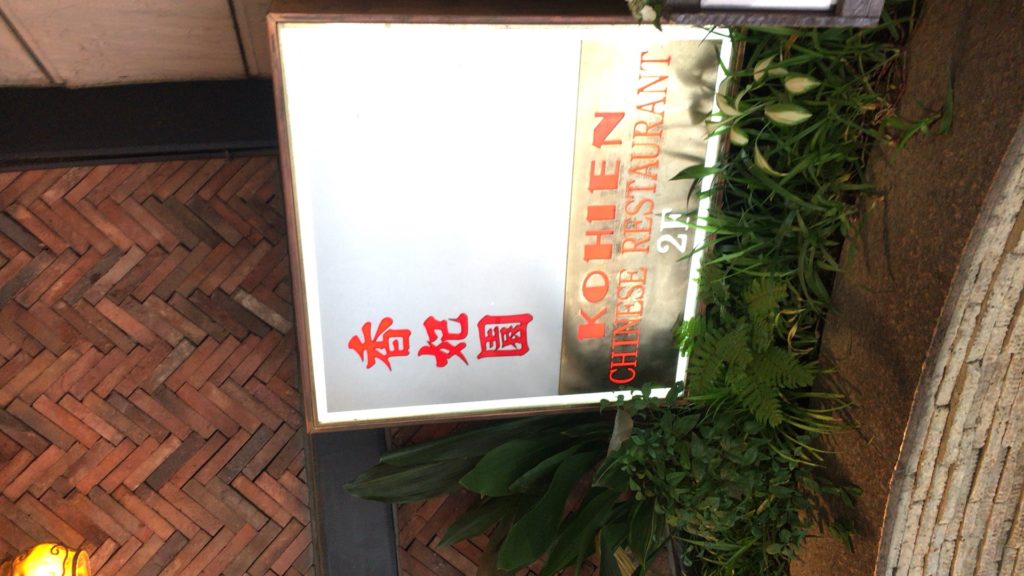 香妃園
KOHIEN
CHINESE RESTAURANT
2F